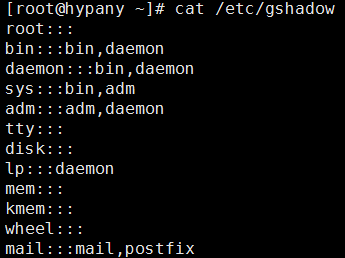 [root@hypany ~]# cat /etc/gshadow
root:::
bin:::bin,daemon
daemon:::bin,daemon
sys:::bin,adm
adm:::adm,daemon
tty:::
disk:::
lp:::daemon
mem:::
kmem:::
wheel:::
mail:::mail,postfix